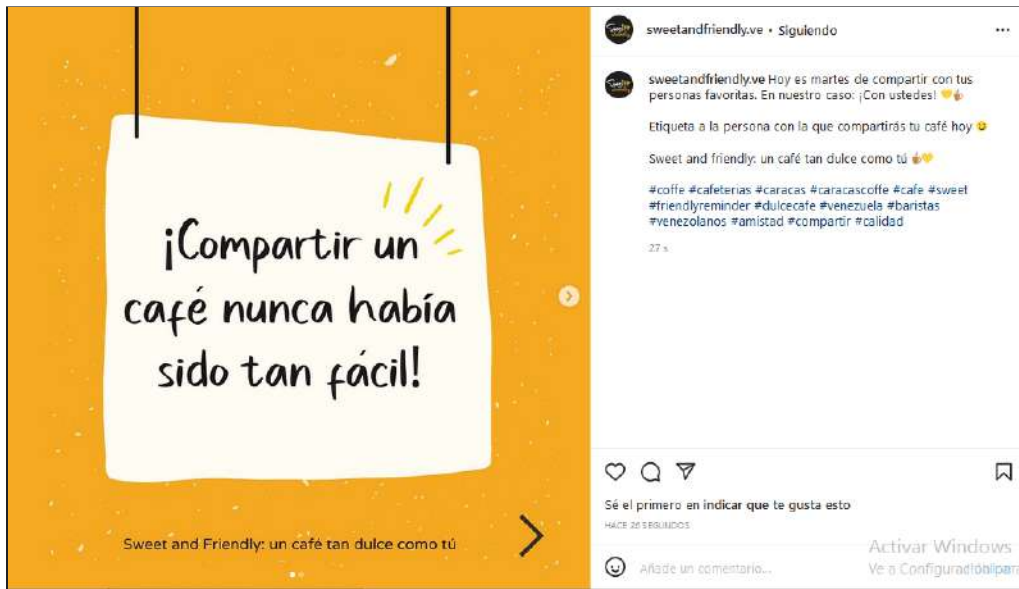 ¡Compartir un
café nunca había
sido tan fácil!
Sweet and Friendly: un café tan dulce como tú
sweetandfriendly.ve • Siguiendo
sweetandfriendly.ve Hoy es martes de compartir con tus
personas favoritas. En nuestro caso: ¡Con ustedes! 💛👍
Etiqueta a la persona con la que compartirás tu café hoy 😉
Sweet and friendly: un café tan dulce como tú 👍💛
#coffe #cafeterias #caracas #caracascoffe #cafe #sweet
#friendlyreminder #dulcecafe #venezuela #baristas
#venezolanos #amistad #compartir #calidad
27 s
Sé el primero en indicar que te gusta esto
HACE 26 SEGUNDOS
Añade un comentario...
Activar Windows
Ve a Configuración